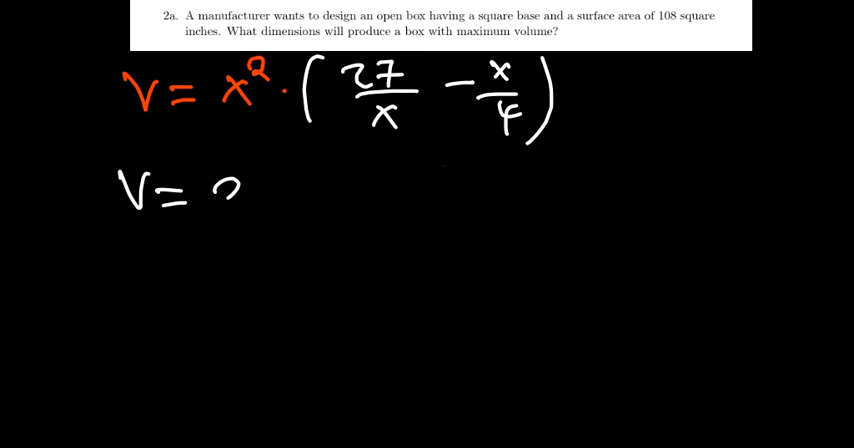 2a. A manufacturer wants to design an open box having a square base and a surface area of 108 square
inches. What dimensions will produce a box with maximum volume?
V = x² · (27/x - x/4)
V = 2